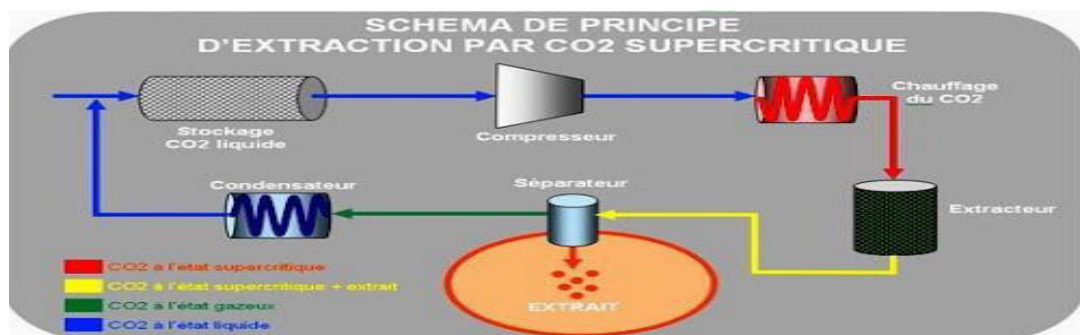 SCHEMA DE PRINCIPE
D'EXTRACTION PAR CO2 SUPERCRITIQUE
Stockage
CO2 liquide
Compresseur
Chauffage
du CO2
Condensateur
Séparateur
Extracteur
EXTRAIT
CO2 à l'état supercritique
CO2 à l'état supercritique + extrait
CO2 à l'état gazeux
CO2 à l'état liquide